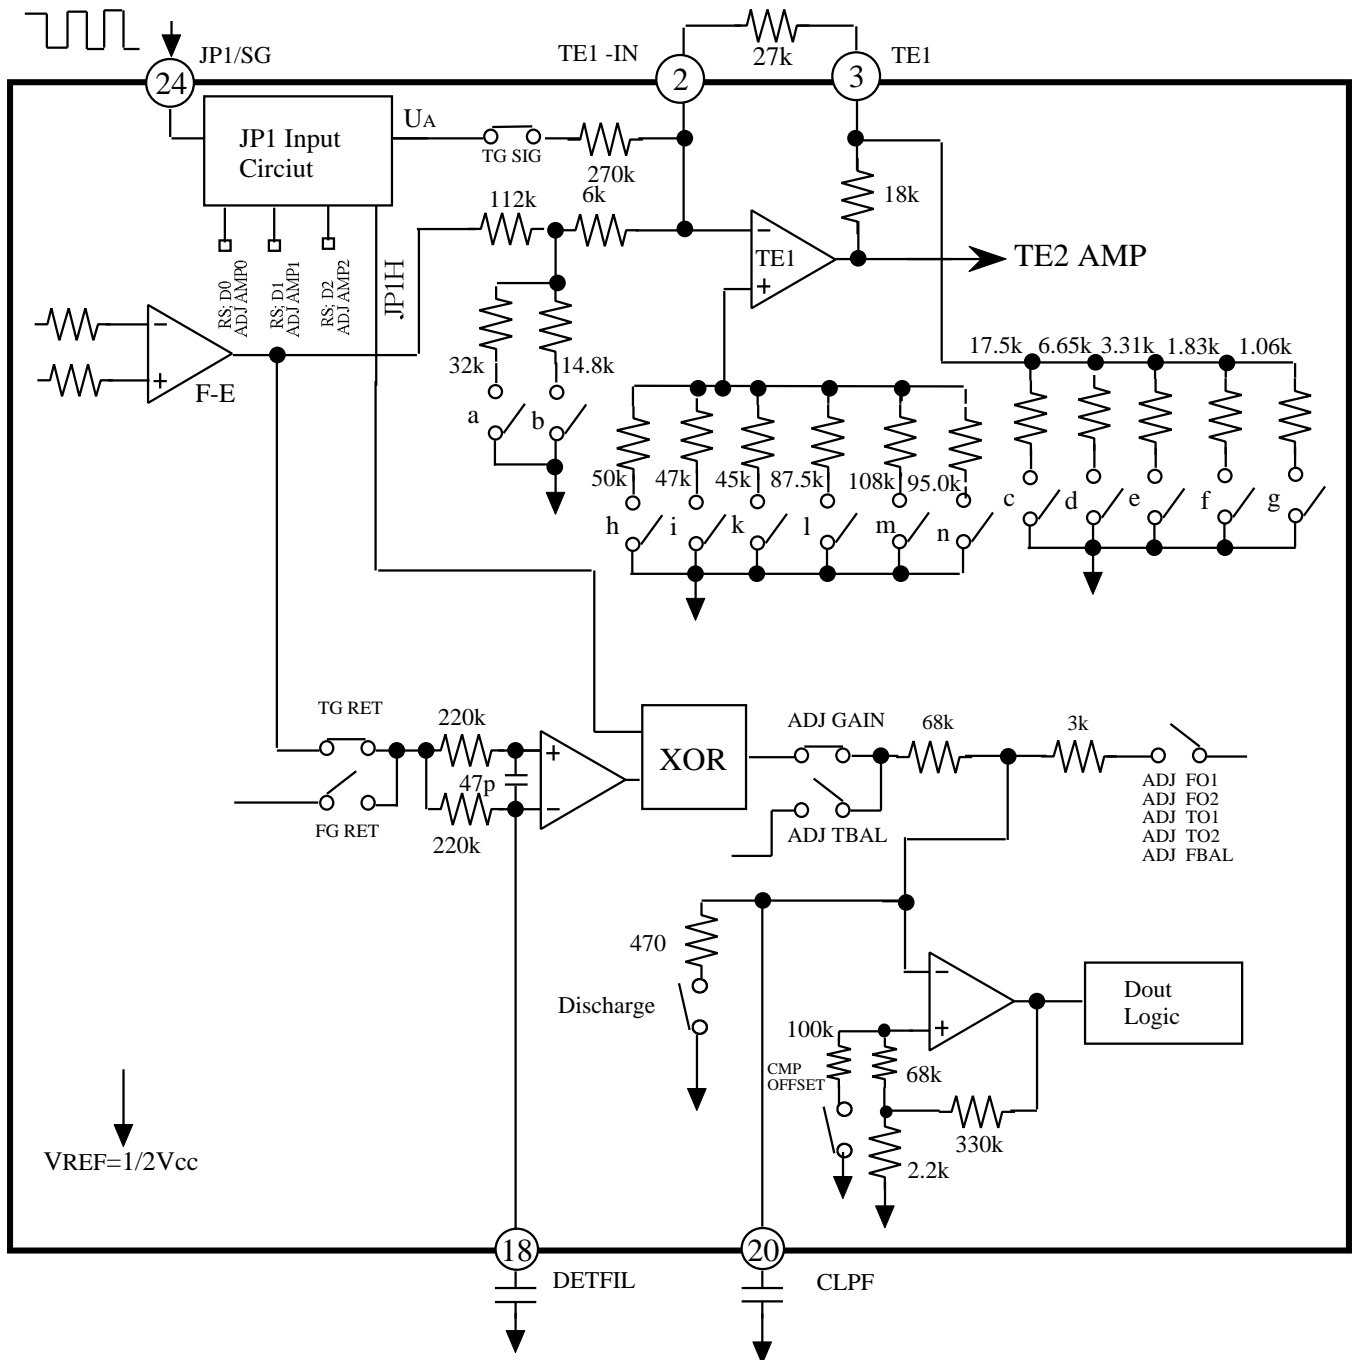 JP1/SG
24
TE1 -IN
2
27k
3
TE1
JP1 Input
Circiut
UA
TG SIG
270k
112k
6k
18k
TE1
TE2 AMP
RS; D0
ADJ AMP0
RS; D1
ADJ AMP1
RS; D2
ADJ AMP2
JP1H
F-E
32k
14.8k
a
b
17.5k
6.65k
3.31k
1.83k
1.06k
50k
47k
45k
87.5k
108k
95.0k
h
i
k
l
m
n
c
d
e
f
g
TG RET
FG RET
220k
47p
220k
XOR
ADJ GAIN
ADJ TBAL
68k
3k
ADJ FO1
ADJ FO2
ADJ TO1
ADJ TO2
ADJ FBAL
470
Discharge
100k
CMP
OFFSET
68k
330k
2.2k
Dout
Logic
VREF=1/2Vcc
18
DETFIL
20
CLPF